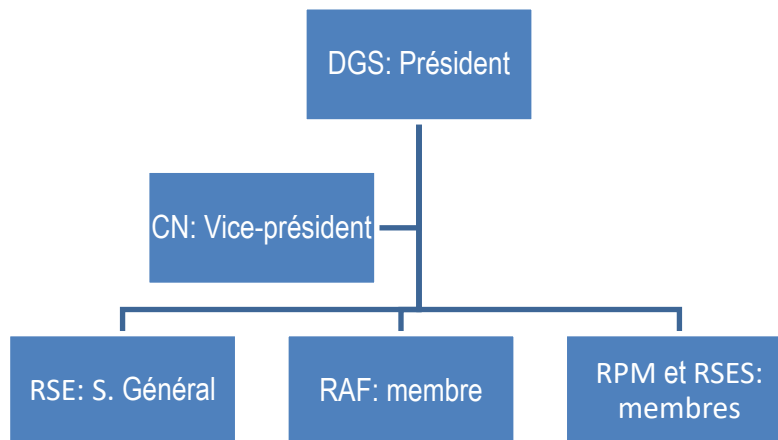 DGS: Président
CN: Vice-président
RSE: S. Général
RAF: membre
RPM et RSES:
membres